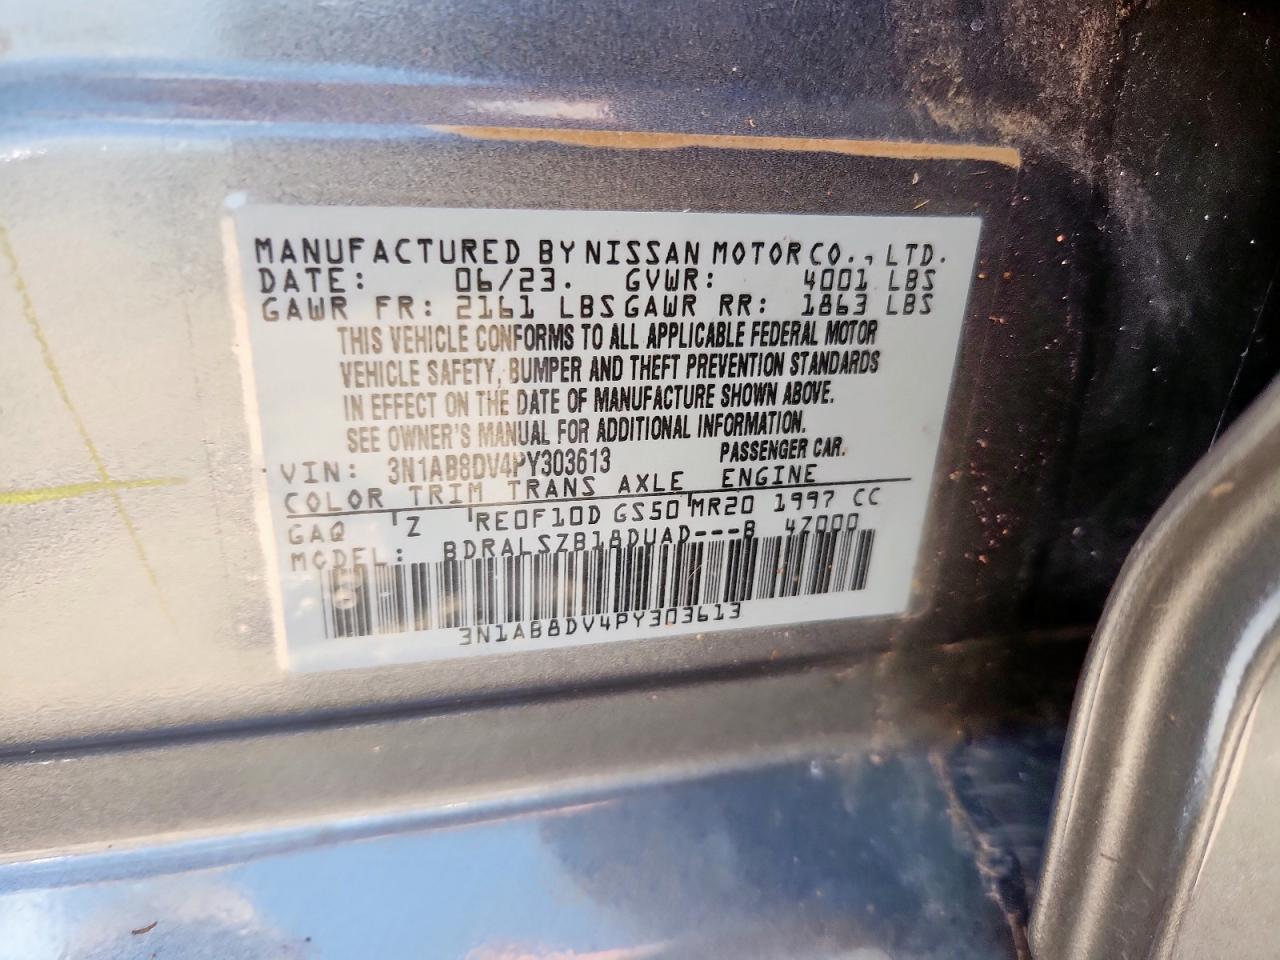 MANUFACTURED BY NISSAN MOTOR CO., LTD.
DATE: 06/23. GVWR: 4001 LBS
GAWR FR: 2161 LBS GAWR RR: 1863 LBS
THIS VEHICLE CONFORMS TO ALL APPLICABLE FEDERAL MOTOR
VEHICLE SAFETY, BUMPER AND THEFT PREVENTION STANDARDS
IN EFFECT ON THE DATE OF MANUFACTURE SHOWN ABOVE.
SEE OWNER'S MANUAL FOR ADDITIONAL INFORMATION.
VIN: 3N1AB8DV4PY303613 PASSENGER CAR.
COLOR TRIM TRANS AXLE ENGINE
GAQ Z RE0F10D GS50 MR20 1997 CC
MODEL: BDRALSZB18DUAD---B 4Z000
3N1AB8DV4PY303613